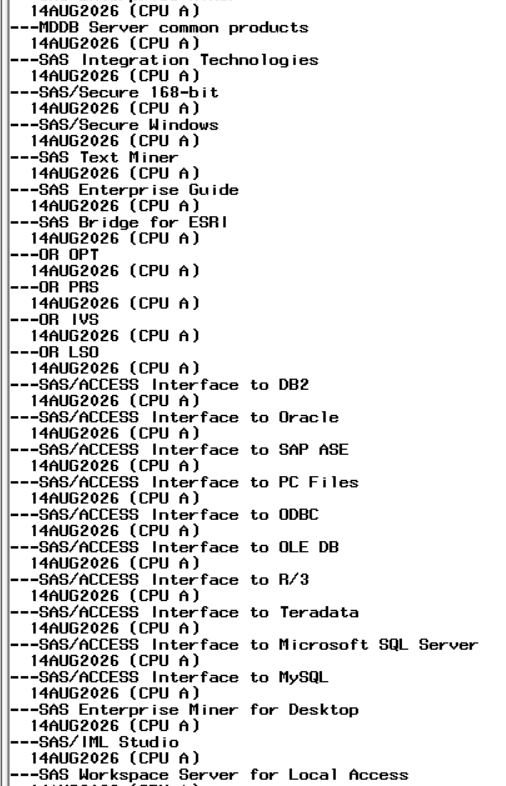 14AUG2026 (CPU A)
---MDDB Server common products
14AUG2026 (CPU A)
---SAS Integration Technologies
14AUG2026 (CPU A)
---SAS/Secure 168-bit
14AUG2026 (CPU A)
---SAS/Secure Windows
14AUG2026 (CPU A)
---SAS Text Miner
14AUG2026 (CPU A)
---SAS Enterprise Guide
14AUG2026 (CPU A)
---SAS Bridge for ESRI
14AUG2026 (CPU A)
---OR OPT
14AUG2026 (CPU A)
---OR PRS
14AUG2026 (CPU A)
---OR IVS
14AUG2026 (CPU A)
---OR LSO
14AUG2026 (CPU A)
---SAS/ACCESS Interface to DB2
14AUG2026 (CPU A)
---SAS/ACCESS Interface to Oracle
14AUG2026 (CPU A)
---SAS/ACCESS Interface to SAP ASE
14AUG2026 (CPU A)
---SAS/ACCESS Interface to PC Files
14AUG2026 (CPU A)
---SAS/ACCESS Interface to ODBC
14AUG2026 (CPU A)
---SAS/ACCESS Interface to OLE DB
14AUG2026 (CPU A)
---SAS/ACCESS Interface to R/3
14AUG2026 (CPU A)
---SAS/ACCESS Interface to Teradata
14AUG2026 (CPU A)
---SAS/ACCESS Interface to Microsoft SQL Server
14AUG2026 (CPU A)
---SAS/ACCESS Interface to MySQL
14AUG2026 (CPU A)
---SAS Enterprise Miner for Desktop
14AUG2026 (CPU A)
---SAS/IML Studio
14AUG2026 (CPU A)
---SAS Workspace Server for Local Access